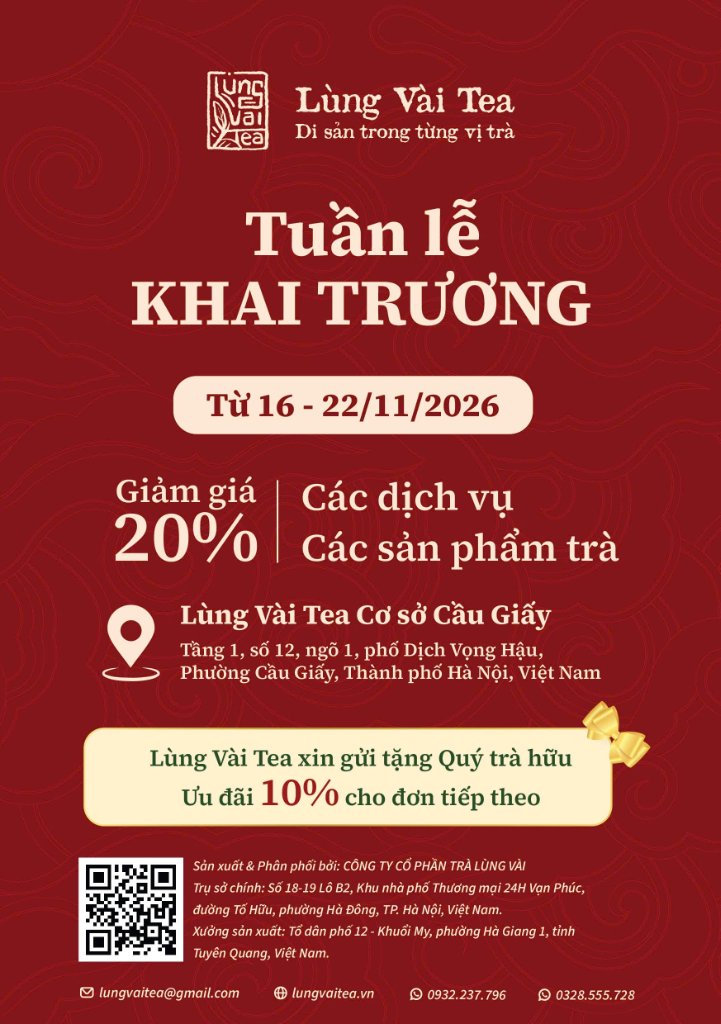 Lùng
Vài
Tea
Lùng Vài Tea
Di sản trong từng vị trà
Tuần lễ
KHAI TRƯƠNG
Từ 16 - 22/11/2026
Giảm giá
20%
Các dịch vụ
Các sản phẩm trà
Lùng Vài Tea Cơ sở Cầu Giấy
Tầng 1, số 12, ngõ 1, phố Dịch Vọng Hậu,
Phường Cầu Giấy, Thành phố Hà Nội, Việt Nam
Lùng Vài Tea xin gửi tặng Quý trà hữu
Ưu đãi 10% cho đơn tiếp theo
Sản xuất & Phân phối bởi: CÔNG TY CỔ PHẦN TRÀ LÙNG VÀI
Trụ sở chính: Số 18-19 Lô B2, Khu nhà phố Thương mại 24H Vạn Phúc,
đường Tố Hữu, phường Hà Đông, TP. Hà Nội, Việt Nam.
Xưởng sản xuất: Tổ dân phố 12 - Khuổi My, phường Hà Giang 1, tỉnh
Tuyên Quang, Việt Nam.
lungvaitea@gmail.com
lungvaitea.vn
0932.237.796
0328.555.728